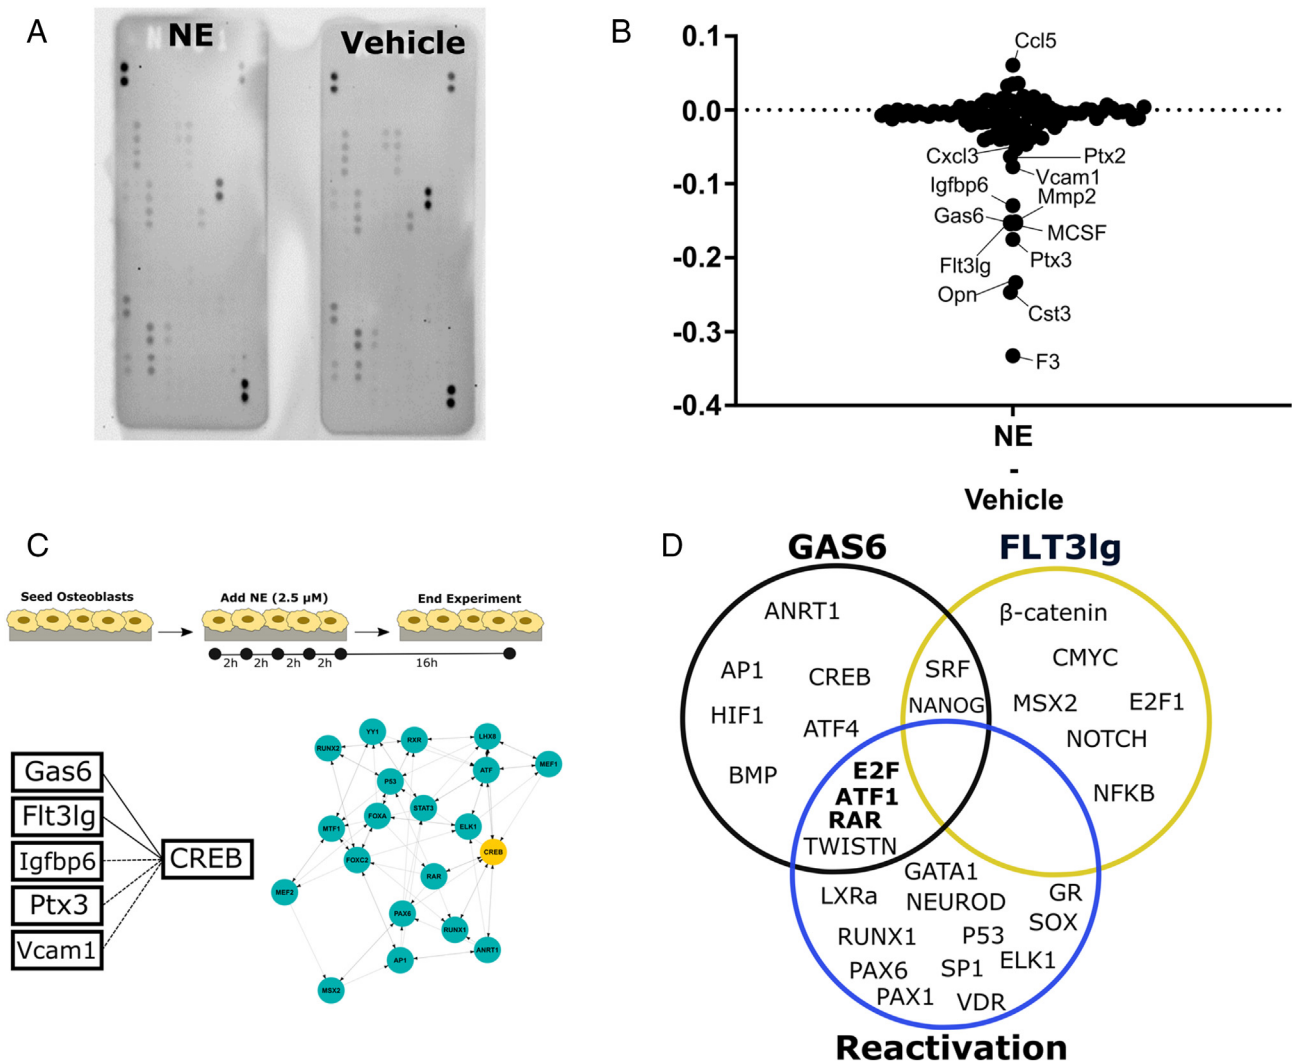 A
NE
Vehicle
B
0.1
0.0
-0.1
-0.2
-0.3
-0.4
Ccl5
Cxcl3
Ptx2
Vcam1
Igfbp6
Mmp2
Gas6
MCSF
Flt3lg
Ptx3
Opn
Cst3
F3
NE
-
Vehicle
C
Seed Osteoblasts
Add NE (2.5 µM)
End Experiment
2h 2h 2h 2h 16h
Gas6
Flt3lg
Igfbp6
Ptx3
Vcam1
CREB
YY1
RUNX2
RXR
LHX8
ATF
MEF1
P53
STAT3
FOXA
MTF1
ELK1
CREB
FOXC2
RAR
MEF2
PAX6
RUNX1
ANRT1
AP1
MSX2
D
GAS6
FLT3lg
ANRT1
AP1
CREB
HIF1
ATF4
BMP
SRF
NANOG
β-catenin
CMYC
MSX2
E2F1
NOTCH
NFKB
E2F
ATF1
RAR
TWISTN
GATA1
LXRa
NEUROD
GR
SOX
RUNX1
P53
ELK1
PAX6
SP1
PAX1
VDR
Reactivation